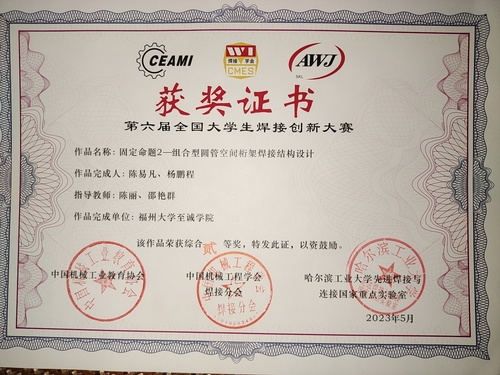 CEAMI
焊接学会
CMES
AWJ
SKL
获奖证书
第六届全国大学生焊接创新大赛
作品名称：固定命题2—组合型圆管空间桁架焊接结构设计
作品完成人：陈易凡、杨鹏程
指导教师：陈丽、邵艳群
作品完成单位：福州大学至诚学院
该作品荣获综合贰等奖，特发此证，以资鼓励。
中国机械工业教育协会
中国机械工程学会
焊接分会
哈尔滨工业大学先进焊接与
连接国家重点实验室
2023年5月